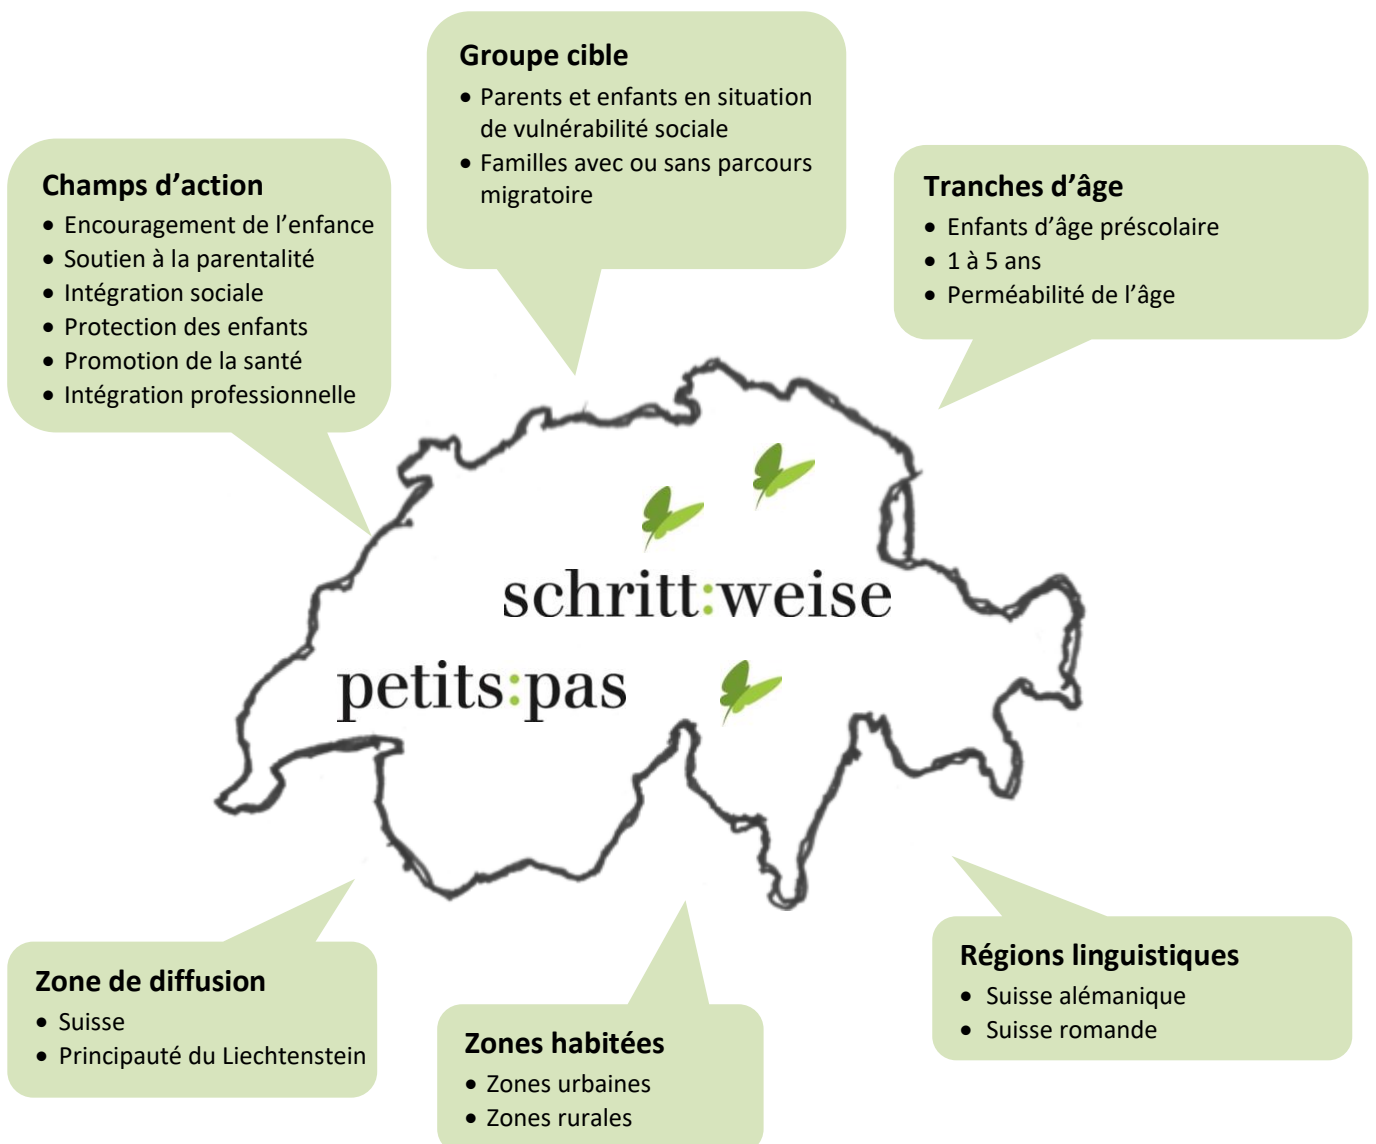 Groupe cible
• Parents et enfants en situation
de vulnérabilité sociale
• Familles avec ou sans parcours
migratoire
Champs d’action
• Encouragement de l’enfance
• Soutien à la parentalité
• Intégration sociale
• Protection des enfants
• Promotion de la santé
• Intégration professionnelle
Tranches d’âge
• Enfants d’âge préscolaire
• 1 à 5 ans
• Perméabilité de l’âge
schritt:weise
petits:pas
Zone de diffusion
• Suisse
• Principauté du Liechtenstein
Zones habitées
• Zones urbaines
• Zones rurales
Régions linguistiques
• Suisse alémanique
• Suisse romande